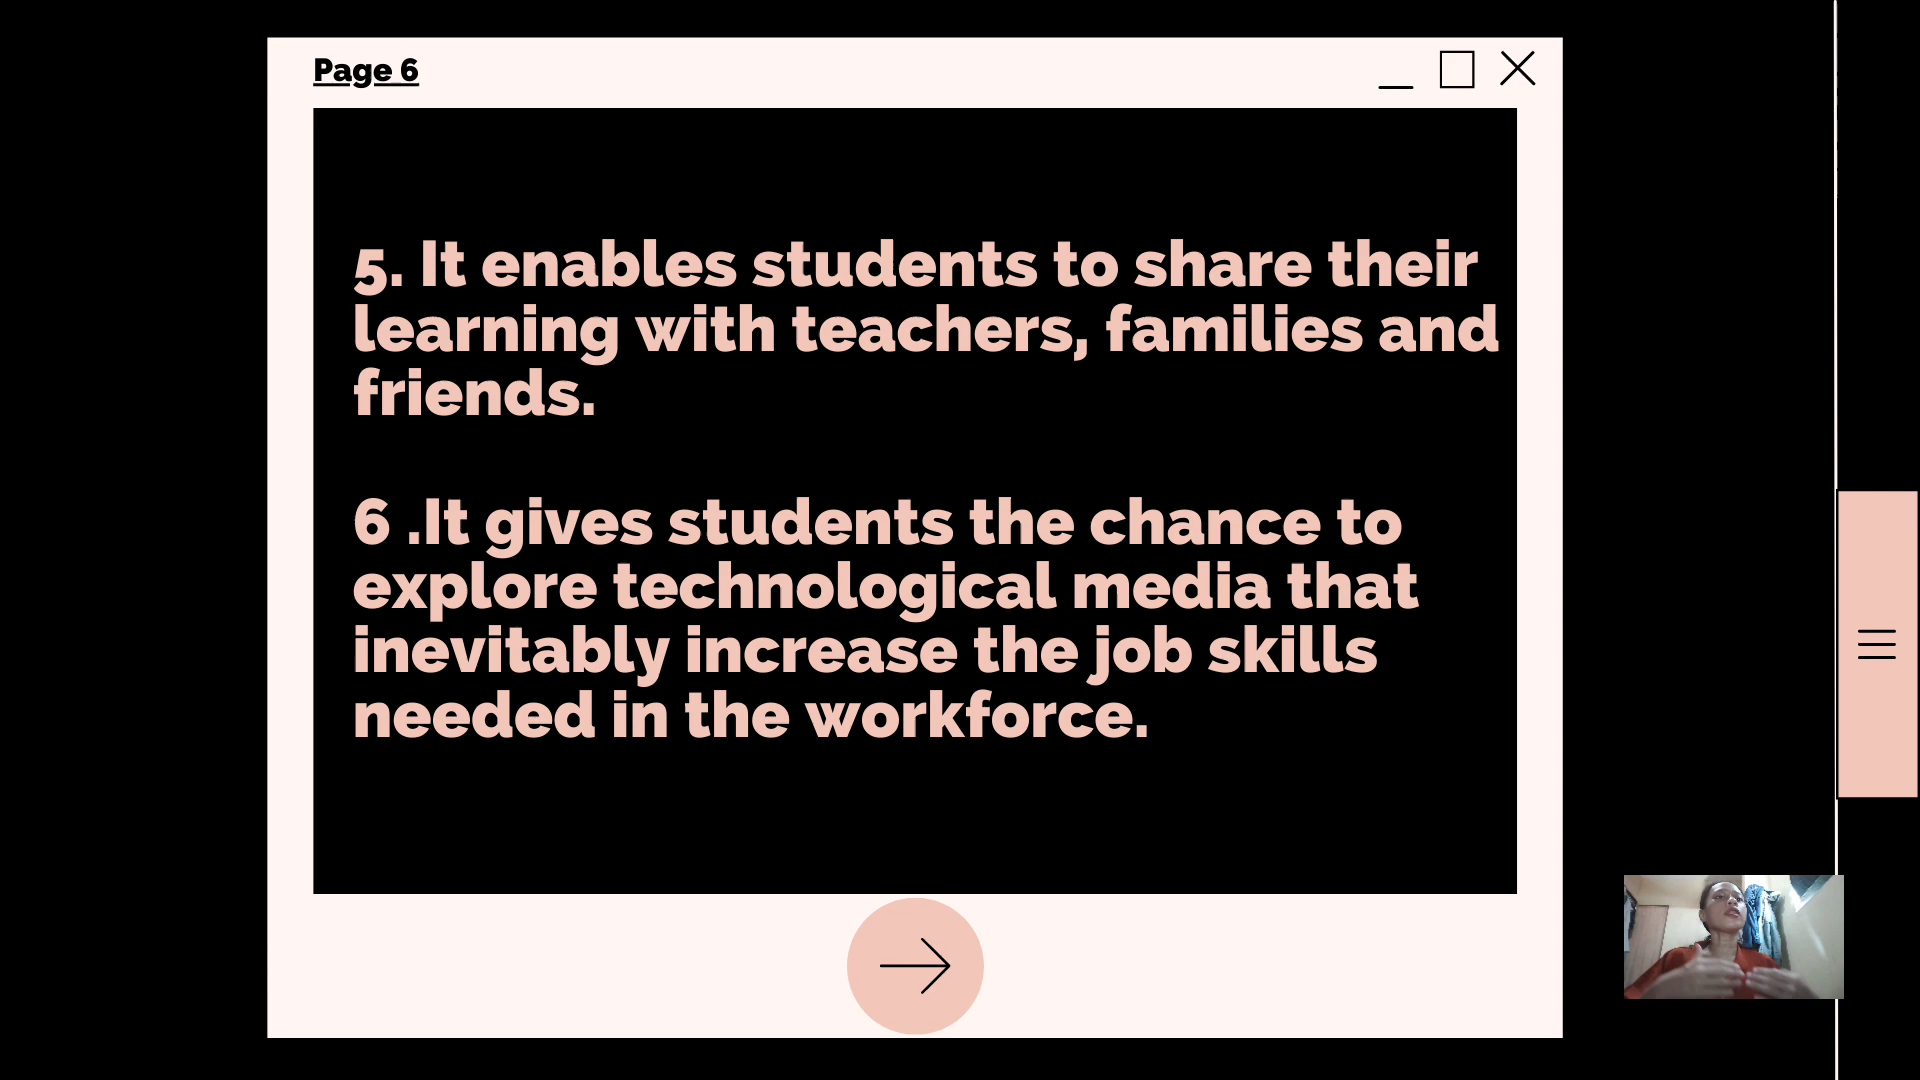 Page 6
5. It enables students to share their
learning with teachers, families and
friends.
6 .It gives students the chance to
explore technological media that
inevitably increase the job skills
needed in the workforce.